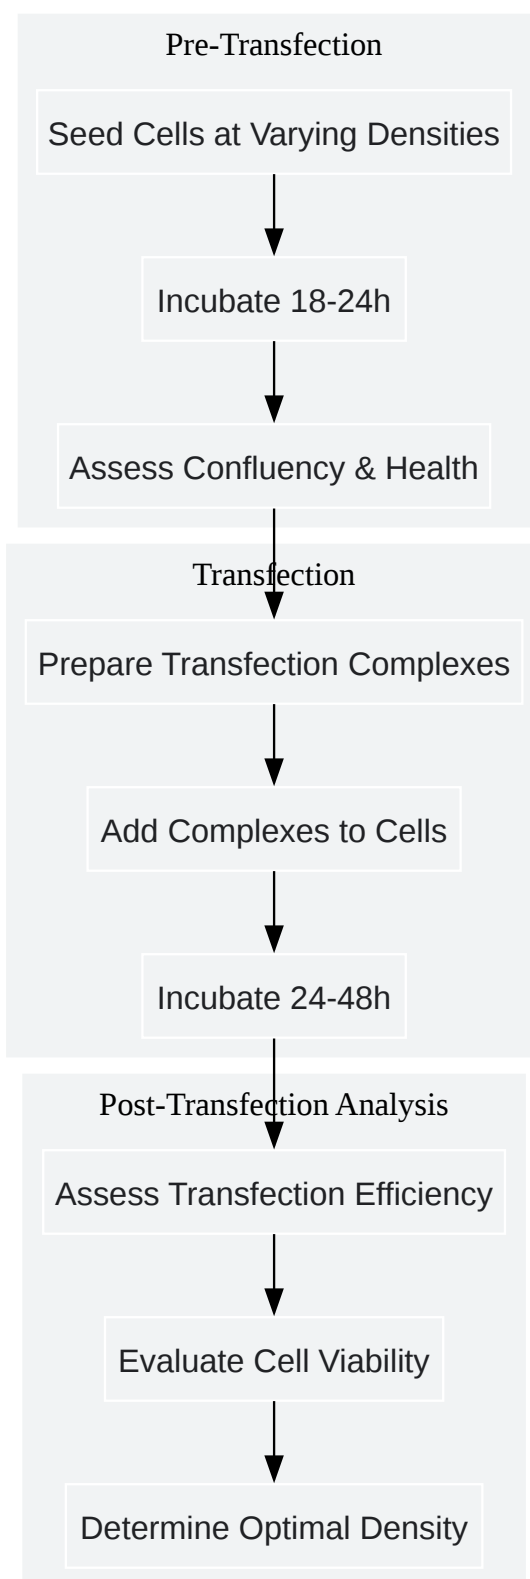 Pre-Transfection
Seed Cells at Varying Densities
Incubate 18-24h
Assess Confluency & Health
Transfection
Prepare Transfection Complexes
Add Complexes to Cells
Incubate 24-48h
Post-Transfection Analysis
Assess Transfection Efficiency
Evaluate Cell Viability
Determine Optimal Density